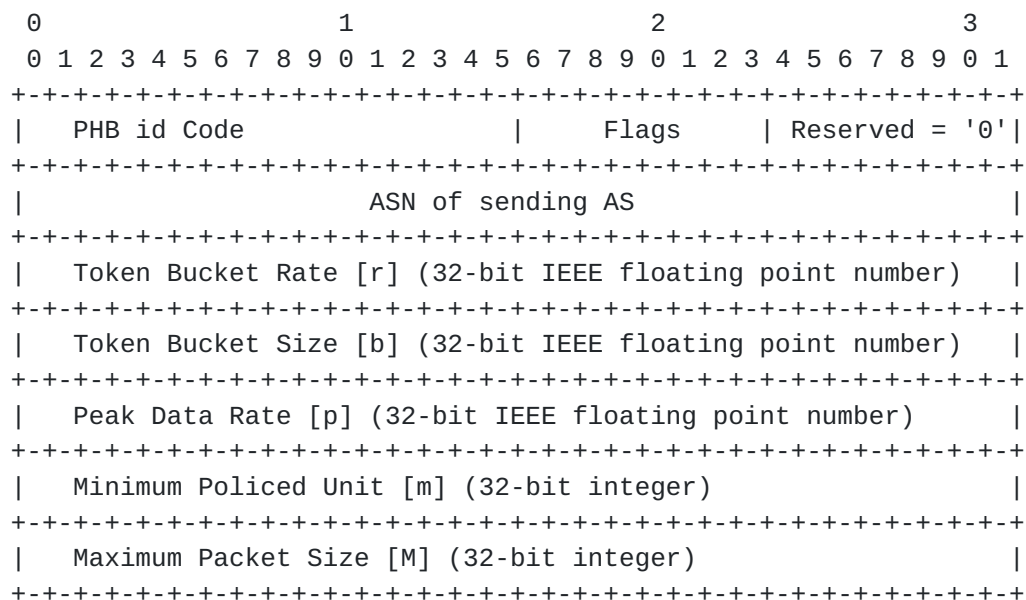 0                   1                   2                   3
 0 1 2 3 4 5 6 7 8 9 0 1 2 3 4 5 6 7 8 9 0 1 2 3 4 5 6 7 8 9 0 1
+-+-+-+-+-+-+-+-+-+-+-+-+-+-+-+-+-+-+-+-+-+-+-+-+-+-+-+-+-+-+-+-+
|   PHB id Code                 |     Flags     | Reserved = '0'|
+-+-+-+-+-+-+-+-+-+-+-+-+-+-+-+-+-+-+-+-+-+-+-+-+-+-+-+-+-+-+-+-+
|                      ASN of sending AS                        |
+-+-+-+-+-+-+-+-+-+-+-+-+-+-+-+-+-+-+-+-+-+-+-+-+-+-+-+-+-+-+-+-+
|   Token Bucket Rate [r] (32-bit IEEE floating point number)   |
+-+-+-+-+-+-+-+-+-+-+-+-+-+-+-+-+-+-+-+-+-+-+-+-+-+-+-+-+-+-+-+-+
|   Token Bucket Size [b] (32-bit IEEE floating point number)   |
+-+-+-+-+-+-+-+-+-+-+-+-+-+-+-+-+-+-+-+-+-+-+-+-+-+-+-+-+-+-+-+-+
|   Peak Data Rate [p] (32-bit IEEE floating point number)      |
+-+-+-+-+-+-+-+-+-+-+-+-+-+-+-+-+-+-+-+-+-+-+-+-+-+-+-+-+-+-+-+-+
|   Minimum Policed Unit [m] (32-bit integer)                   |
+-+-+-+-+-+-+-+-+-+-+-+-+-+-+-+-+-+-+-+-+-+-+-+-+-+-+-+-+-+-+-+-+
|   Maximum Packet Size [M] (32-bit integer)                    |
+-+-+-+-+-+-+-+-+-+-+-+-+-+-+-+-+-+-+-+-+-+-+-+-+-+-+-+-+-+-+-+-+